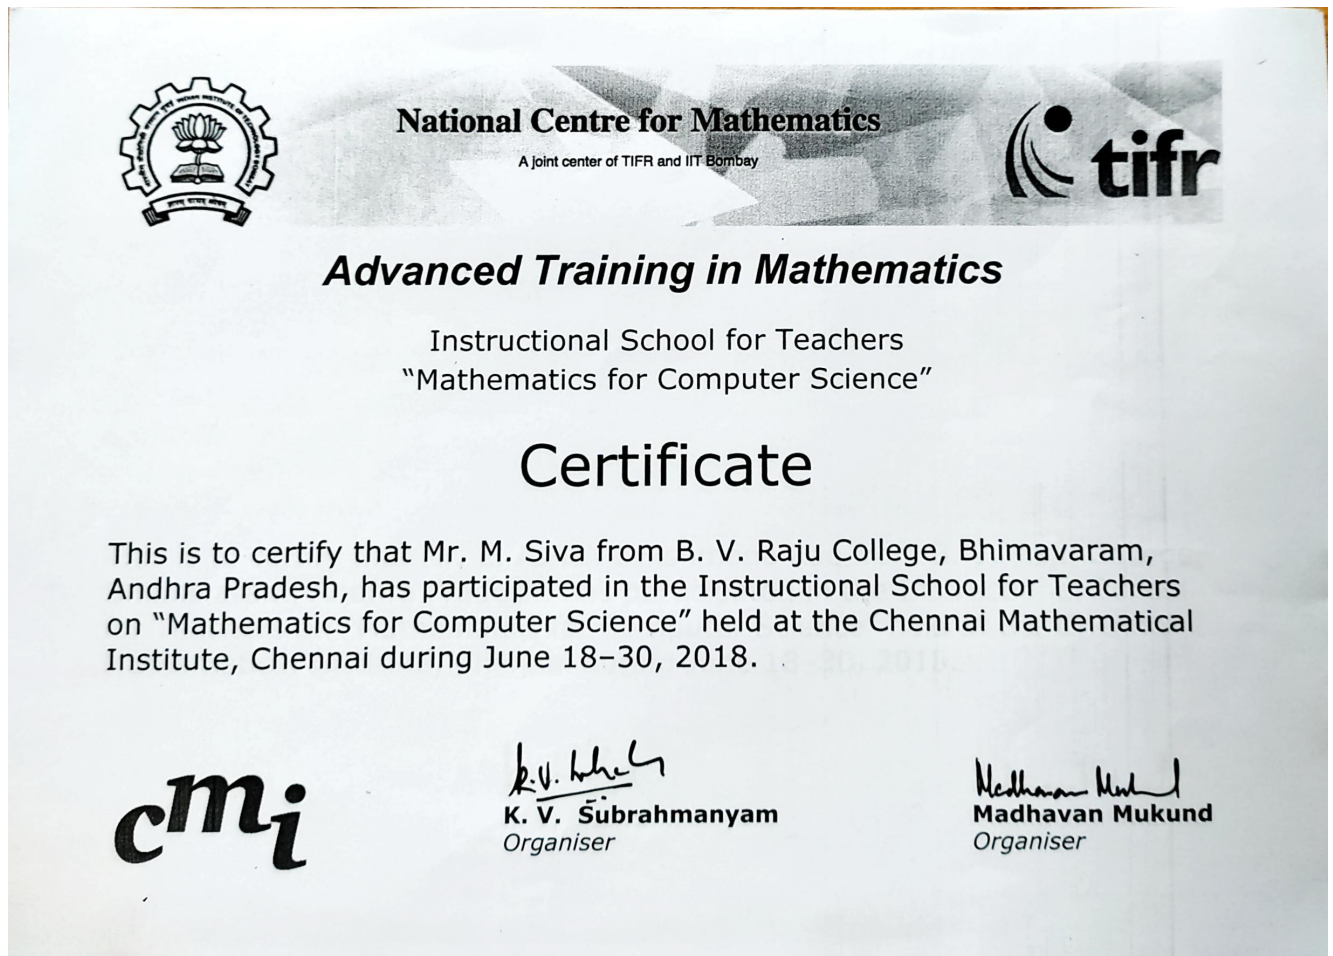 National Centre for Mathematics
A joint center of TIFR and IIT Bombay
tifr
Advanced Training in Mathematics
Instructional School for Teachers
“Mathematics for Computer Science”
Certificate
This is to certify that Mr. M. Siva from B. V. Raju College, Bhimavaram,
Andhra Pradesh, has participated in the Instructional School for Teachers
on “Mathematics for Computer Science” held at the Chennai Mathematical
Institute, Chennai during June 18–30, 2018.
cmi
K. V. Subrahmanyam
Organiser
Madhavan Mukund
Madhavan Mukund
Organiser